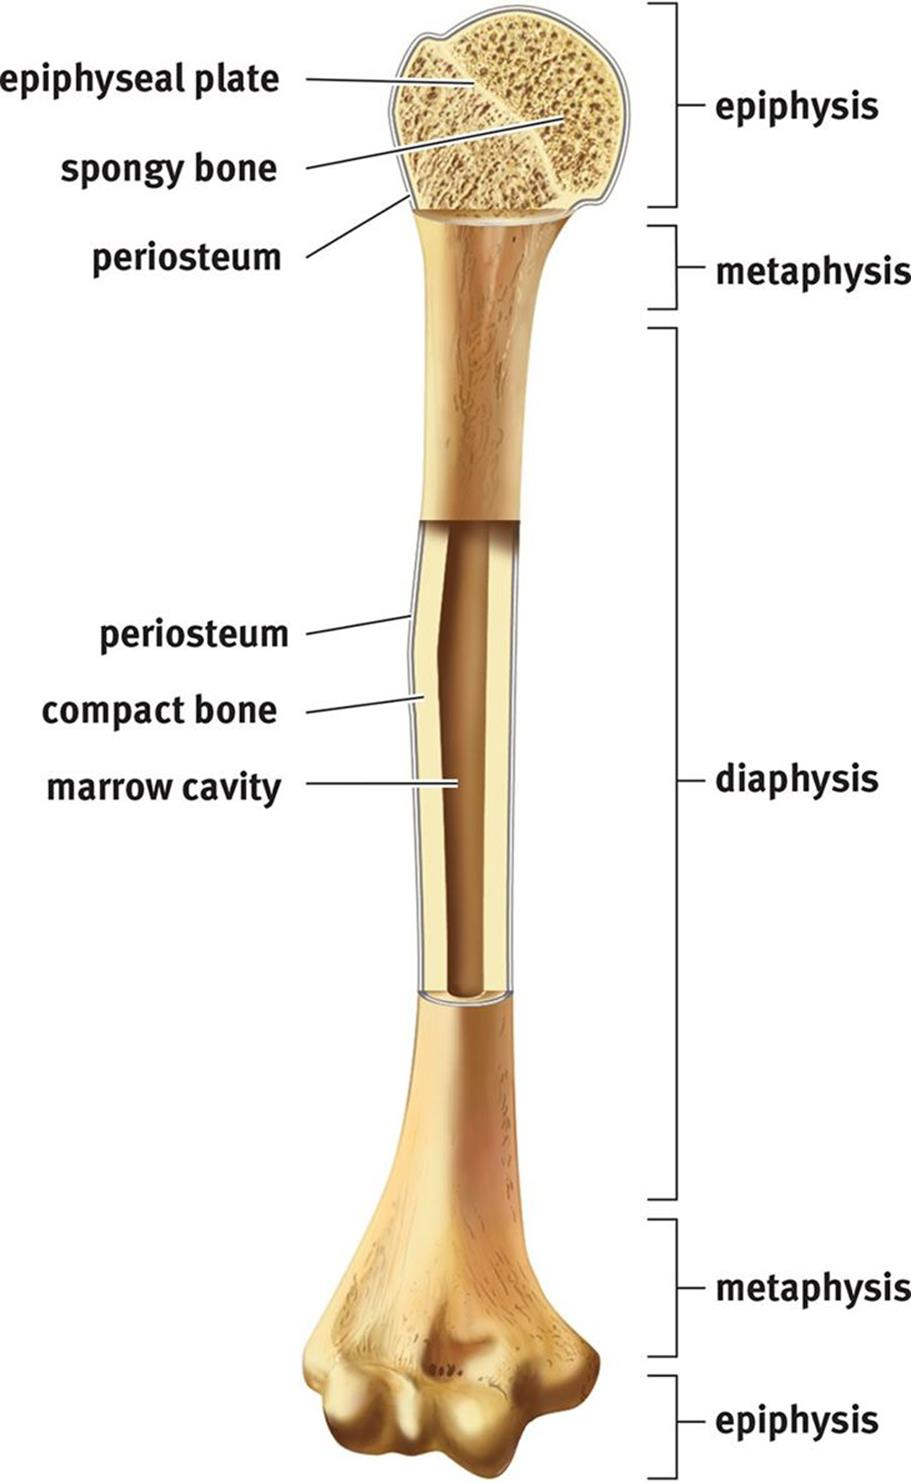 epiphyseal plate
spongy bone
periosteum
epiphysis
metaphysis
periosteum
compact bone
marrow cavity
diaphysis
metaphysis
epiphysis